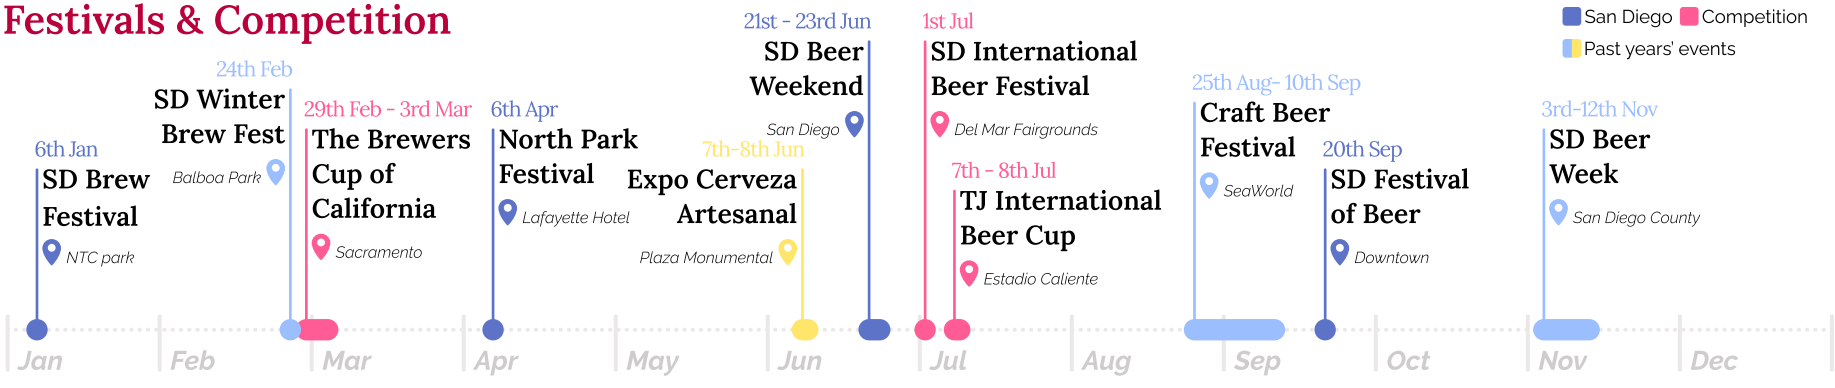 Festivals & Competition
San Diego
Competition
Past years' events
6th Jan
SD Brew
Festival
NTC park
24th Feb
SD Winter
Brew Fest
Balboa Park
29th Feb - 3rd Mar
The Brewers
Cup of
California
Sacramento
6th Apr
North Park
Festival
Lafayette Hotel
7th-8th Jun
Expo Cerveza
Artesanal
Plaza Monumental
21st - 23rd Jun
SD Beer
Weekend
San Diego
1st Jul
SD International
Beer Festival
Del Mar Fairgrounds
7th - 8th Jul
TJ International
Beer Cup
Estadio Caliente
25th Aug- 10th Sep
Craft Beer
Festival
SeaWorld
20th Sep
SD Festival
of Beer
Downtown
3rd-12th Nov
SD Beer
Week
San Diego County
Jan
Feb
Mar
Apr
May
Jun
Jul
Aug
Sep
Oct
Nov
Dec